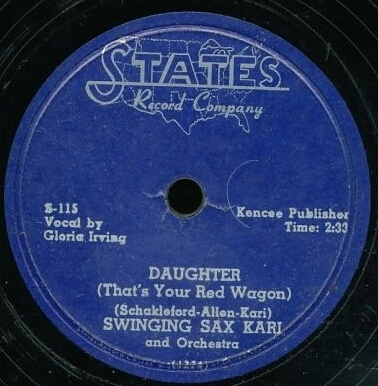 STATES
Record Company
S-115
Vocal by
Gloria Irving
Kencee Publisher
Time: 2:33
DAUGHTER
(That's Your Red Wagon)
(Schakleford-Allen-Kari)
SWINGING SAX KARI
and Orchestra
(1274)